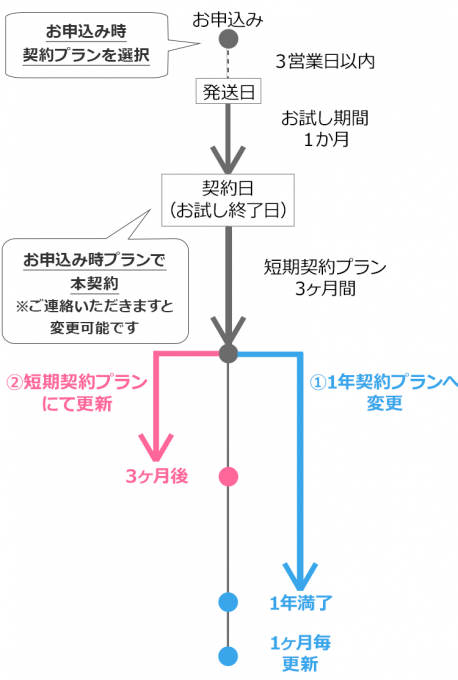 お申込み
お申込み時
契約プランを選択
3営業日以内
発送日
お試し期間
1か月
契約日
(お試し終了日)
お申込み時プランで
本契約
※ご連絡いただきますと
変更可能です
短期契約プラン
3ヶ月間
②短期契約プラン
にて更新
①1年契約プランへ
変更
3ヶ月後
1年満了
1ヶ月毎
更新